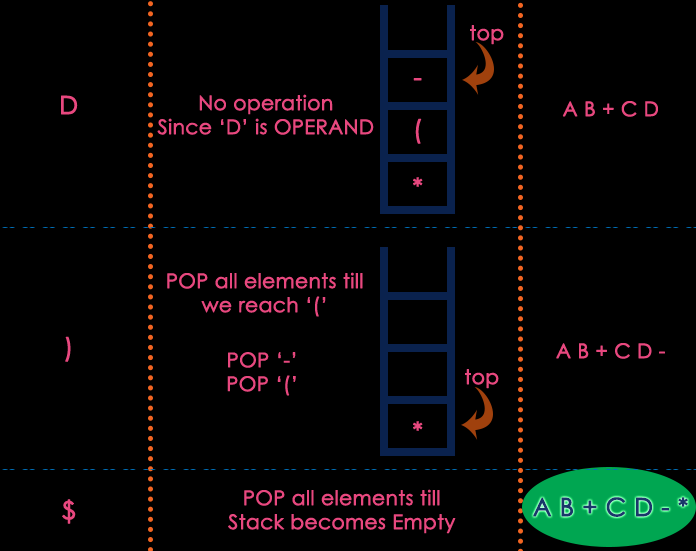 top
-
D
No operation
Since ‘D’ is OPERAND
(
A B + C D
*
POP all elements till
we reach ‘(’
)
POP ‘-’
POP ‘(’
A B + C D -
top
*
$
POP all elements till
Stack becomes Empty
A B + C D - *